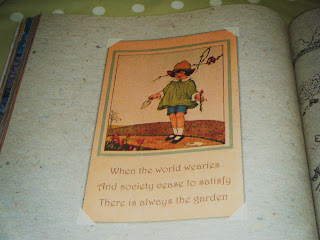 When the world wearies
And society cease to satisfy
There is always the garden